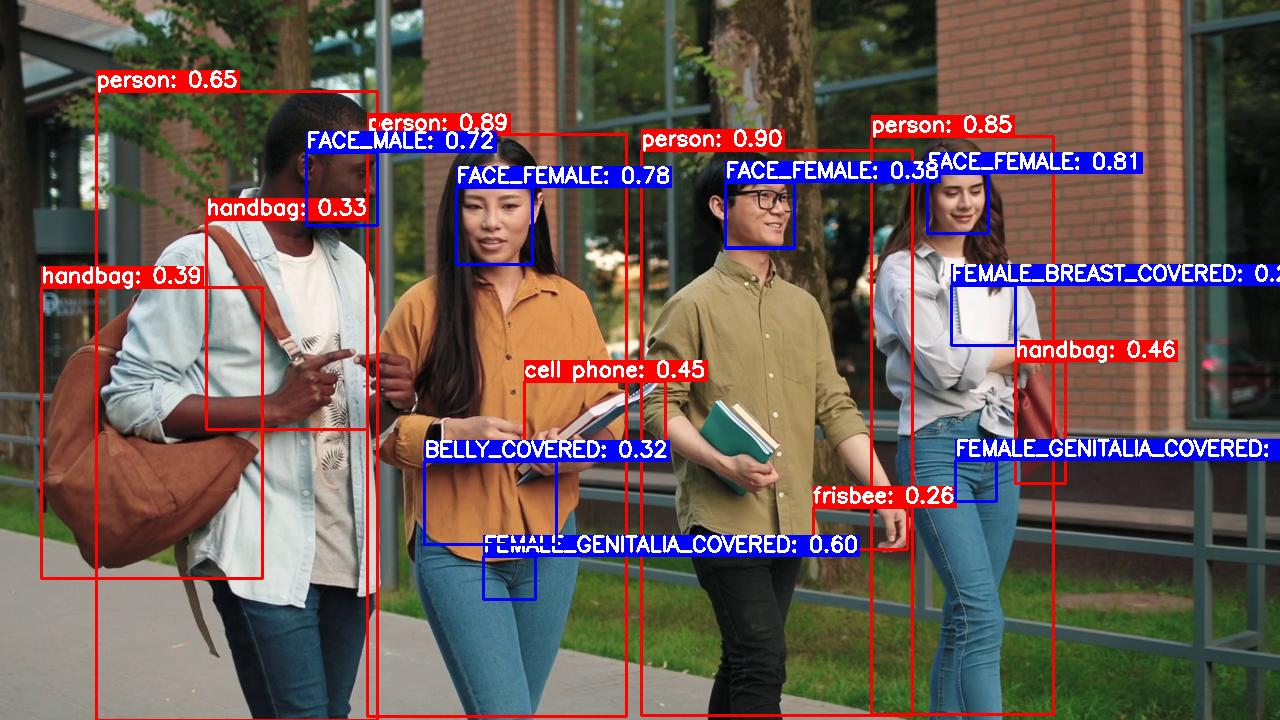 person: 0.65
person: 0.89
FACE_MALE: 0.72
person: 0.90
person: 0.85
FACE_FEMALE: 0.78
FACE_FEMALE: 0.38
FACE_FEMALE: 0.81
handbag: 0.33
handbag: 0.39
FEMALE_BREAST_COVERED: 0.2
cell phone: 0.45
handbag: 0.46
BELLY_COVERED: 0.32
FEMALE_GENITALIA_COVERED:
frisbee: 0.26
FEMALE_GENITALIA_COVERED: 0.60